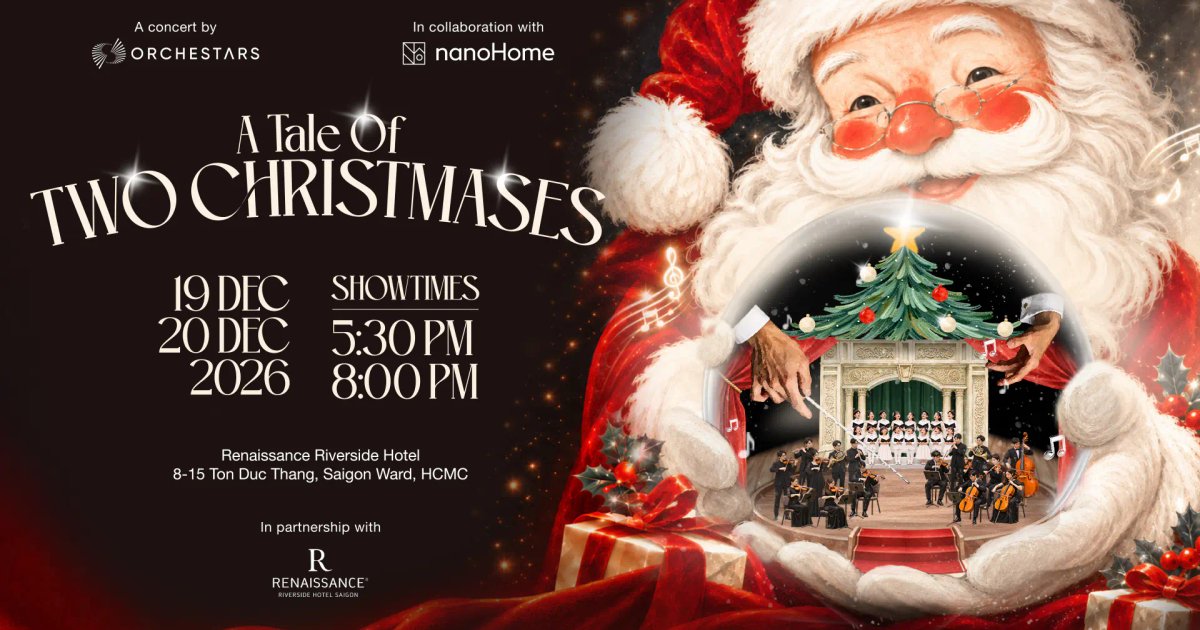 A concert by
ORCHESTARS
In collaboration with
nanoHome
A Tale Of
TWO CHRISTMASES
19 DEC
20 DEC
2026
SHOWTIMES
5:30 PM
8:00 PM
Renaissance Riverside Hotel
8-15 Ton Duc Thang, Saigon Ward, HCMC
In partnership with
R
RENAISSANCE®
RIVERSIDE HOTEL SAIGON